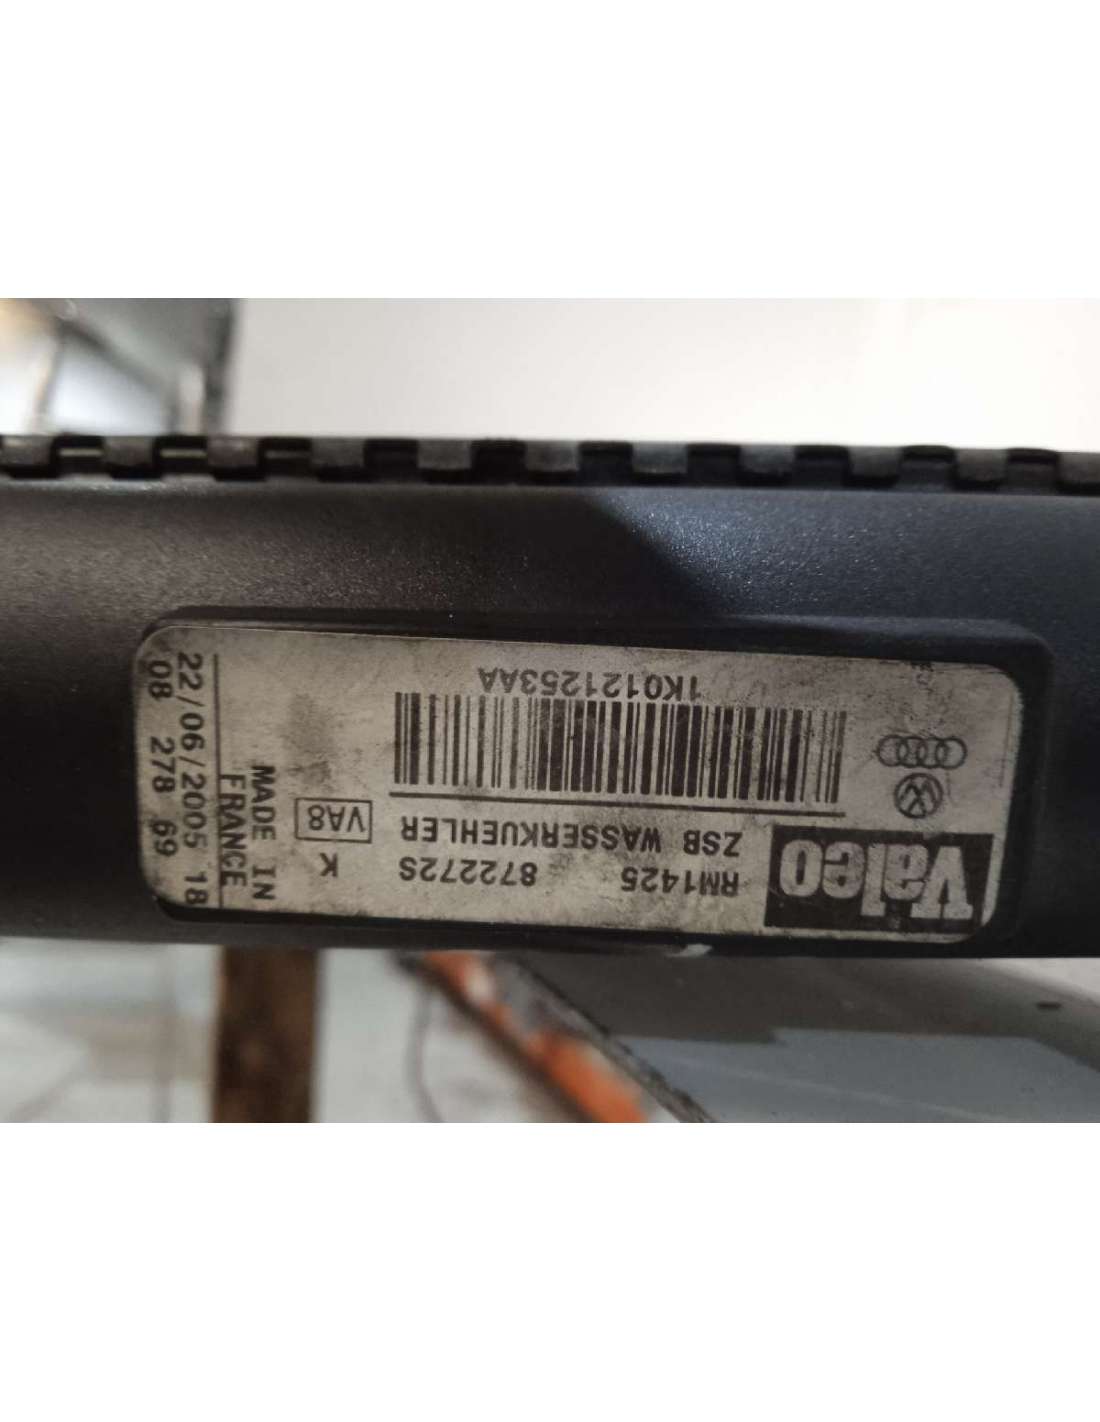 Valeo
RM1425 872272S K
ZSB WASSERKUEHLER VA8
1K0121253AA
MADE IN
FRANCE
22/06/2005 18
08 278 69